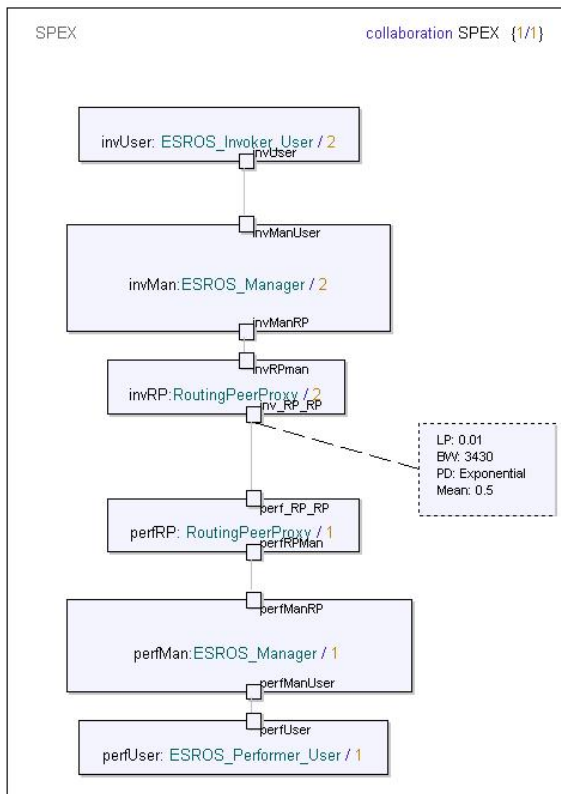 SPEX
collaboration SPEX {1/1}
invUser: ESROS_Invoker_User / 2
invUser
invManUser
invMan:ESROS_Manager / 2
invManRP
invRPman
invRP:RoutingPeerProxy / 2
inv_RP_RP
LP: 0.01
BW: 3430
PD: Exponential
Mean: 0.5
perf_RP_RP
perfRP: RoutingPeerProxy / 1
perfRPMan
perfManRP
perfMan:ESROS_Manager / 1
perfManUser
perfUser
perfUser: ESROS_Performer_User / 1